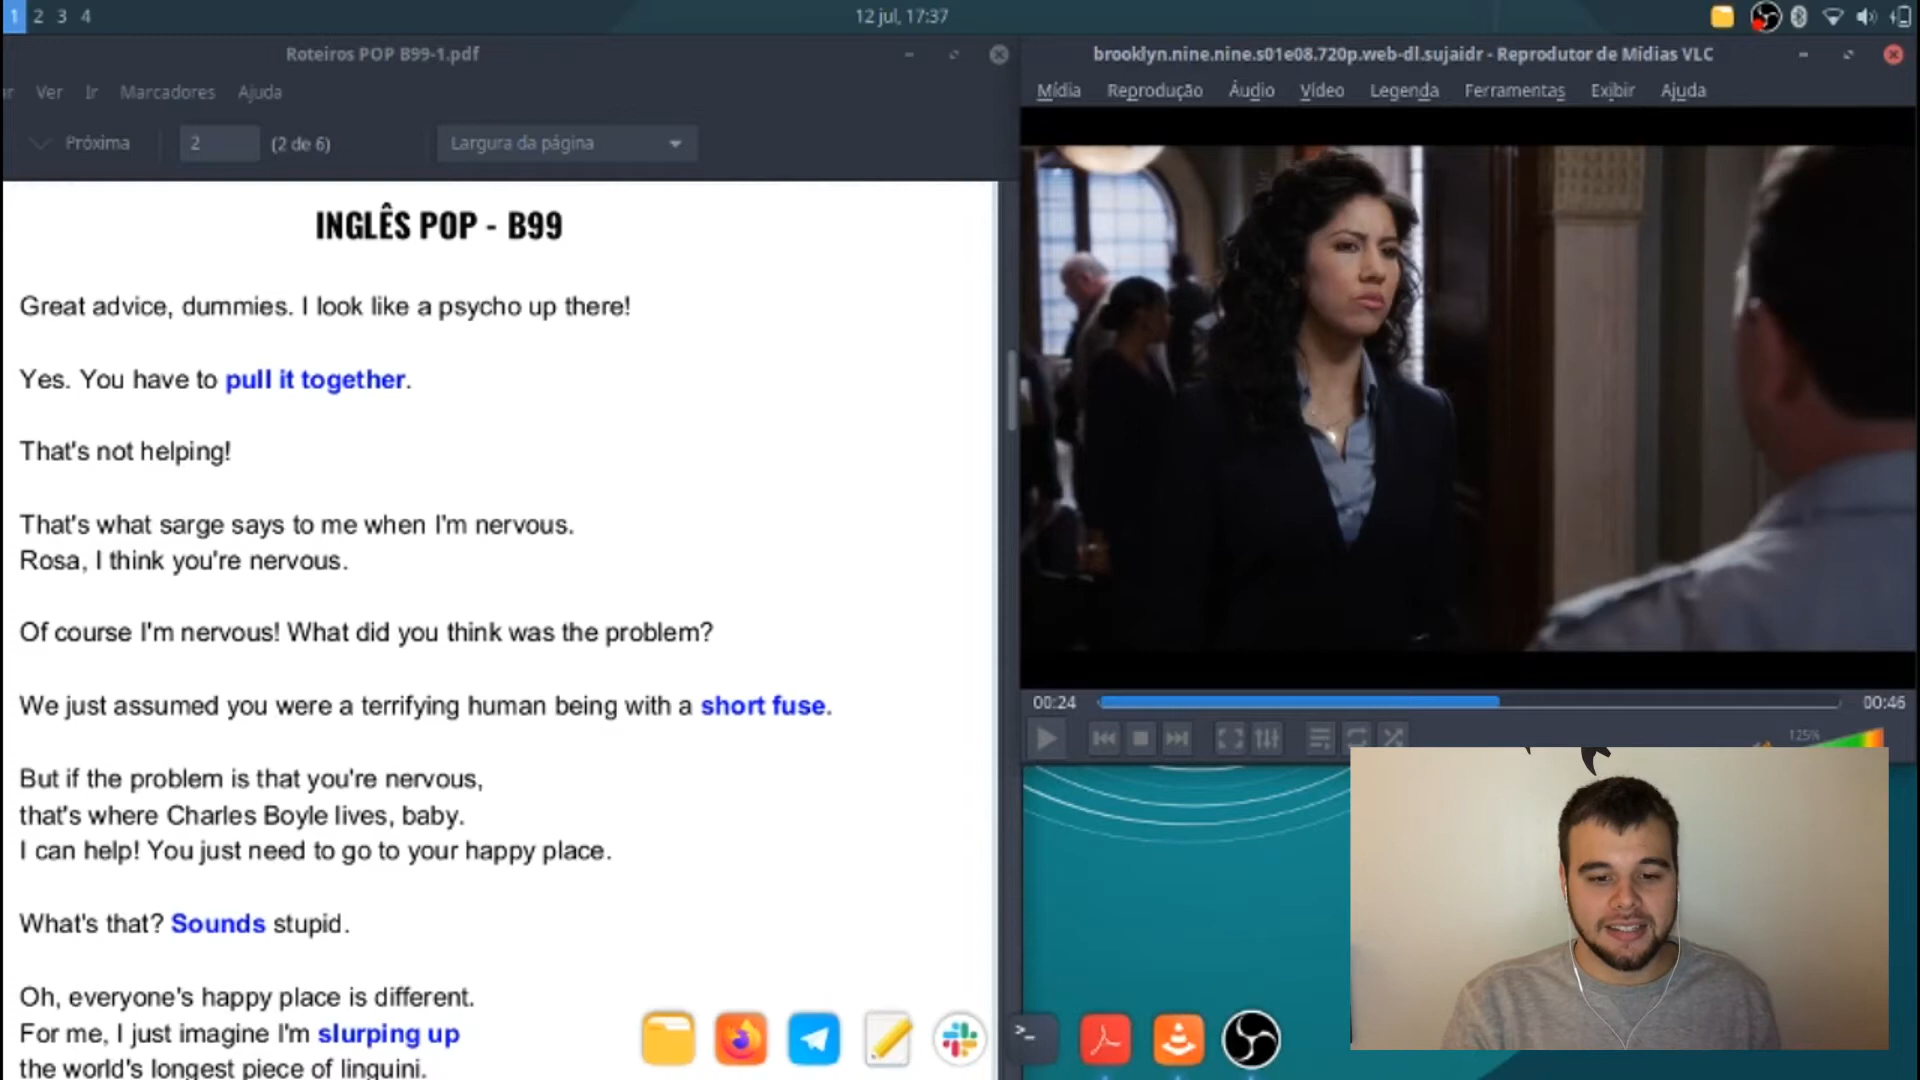 1 2 3 4
12 jul, 17:37
Roteiros POP B99-1.pdf
Ver Ir Marcadores Ajuda
Próxima
2
(2 de 6)
Largura da página
INGLÊS POP - B99
Great advice, dummies. I look like a psycho up there!
Yes. You have to pull it together.
That's not helping!
That's what sarge says to me when I'm nervous.
Rosa, I think you're nervous.
Of course I'm nervous! What did you think was the problem?
We just assumed you were a terrifying human being with a short fuse.
But if the problem is that you're nervous,
that's where Charles Boyle lives, baby.
I can help! You just need to go to your happy place.
What's that? Sounds stupid.
Oh, everyone's happy place is different.
For me, I just imagine I'm slurping up
the world's longest piece of linguini.
brooklyn.nine.nine.s01e08.720p.web-dl.sujaidr - Reprodutor de Mídias VLC
Mídia Reprodução Áudio Vídeo Legenda Ferramentas Exibir Ajuda
00:24
00:46
125%